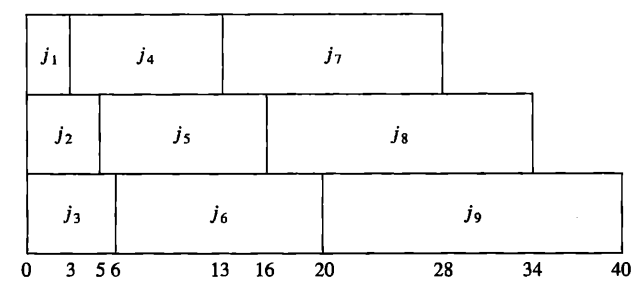 j₁ j₄ j₇
j₂ j₅ j₈
j₃ j₆ j₉
0 3 5 6 13 16 20 28 34 40